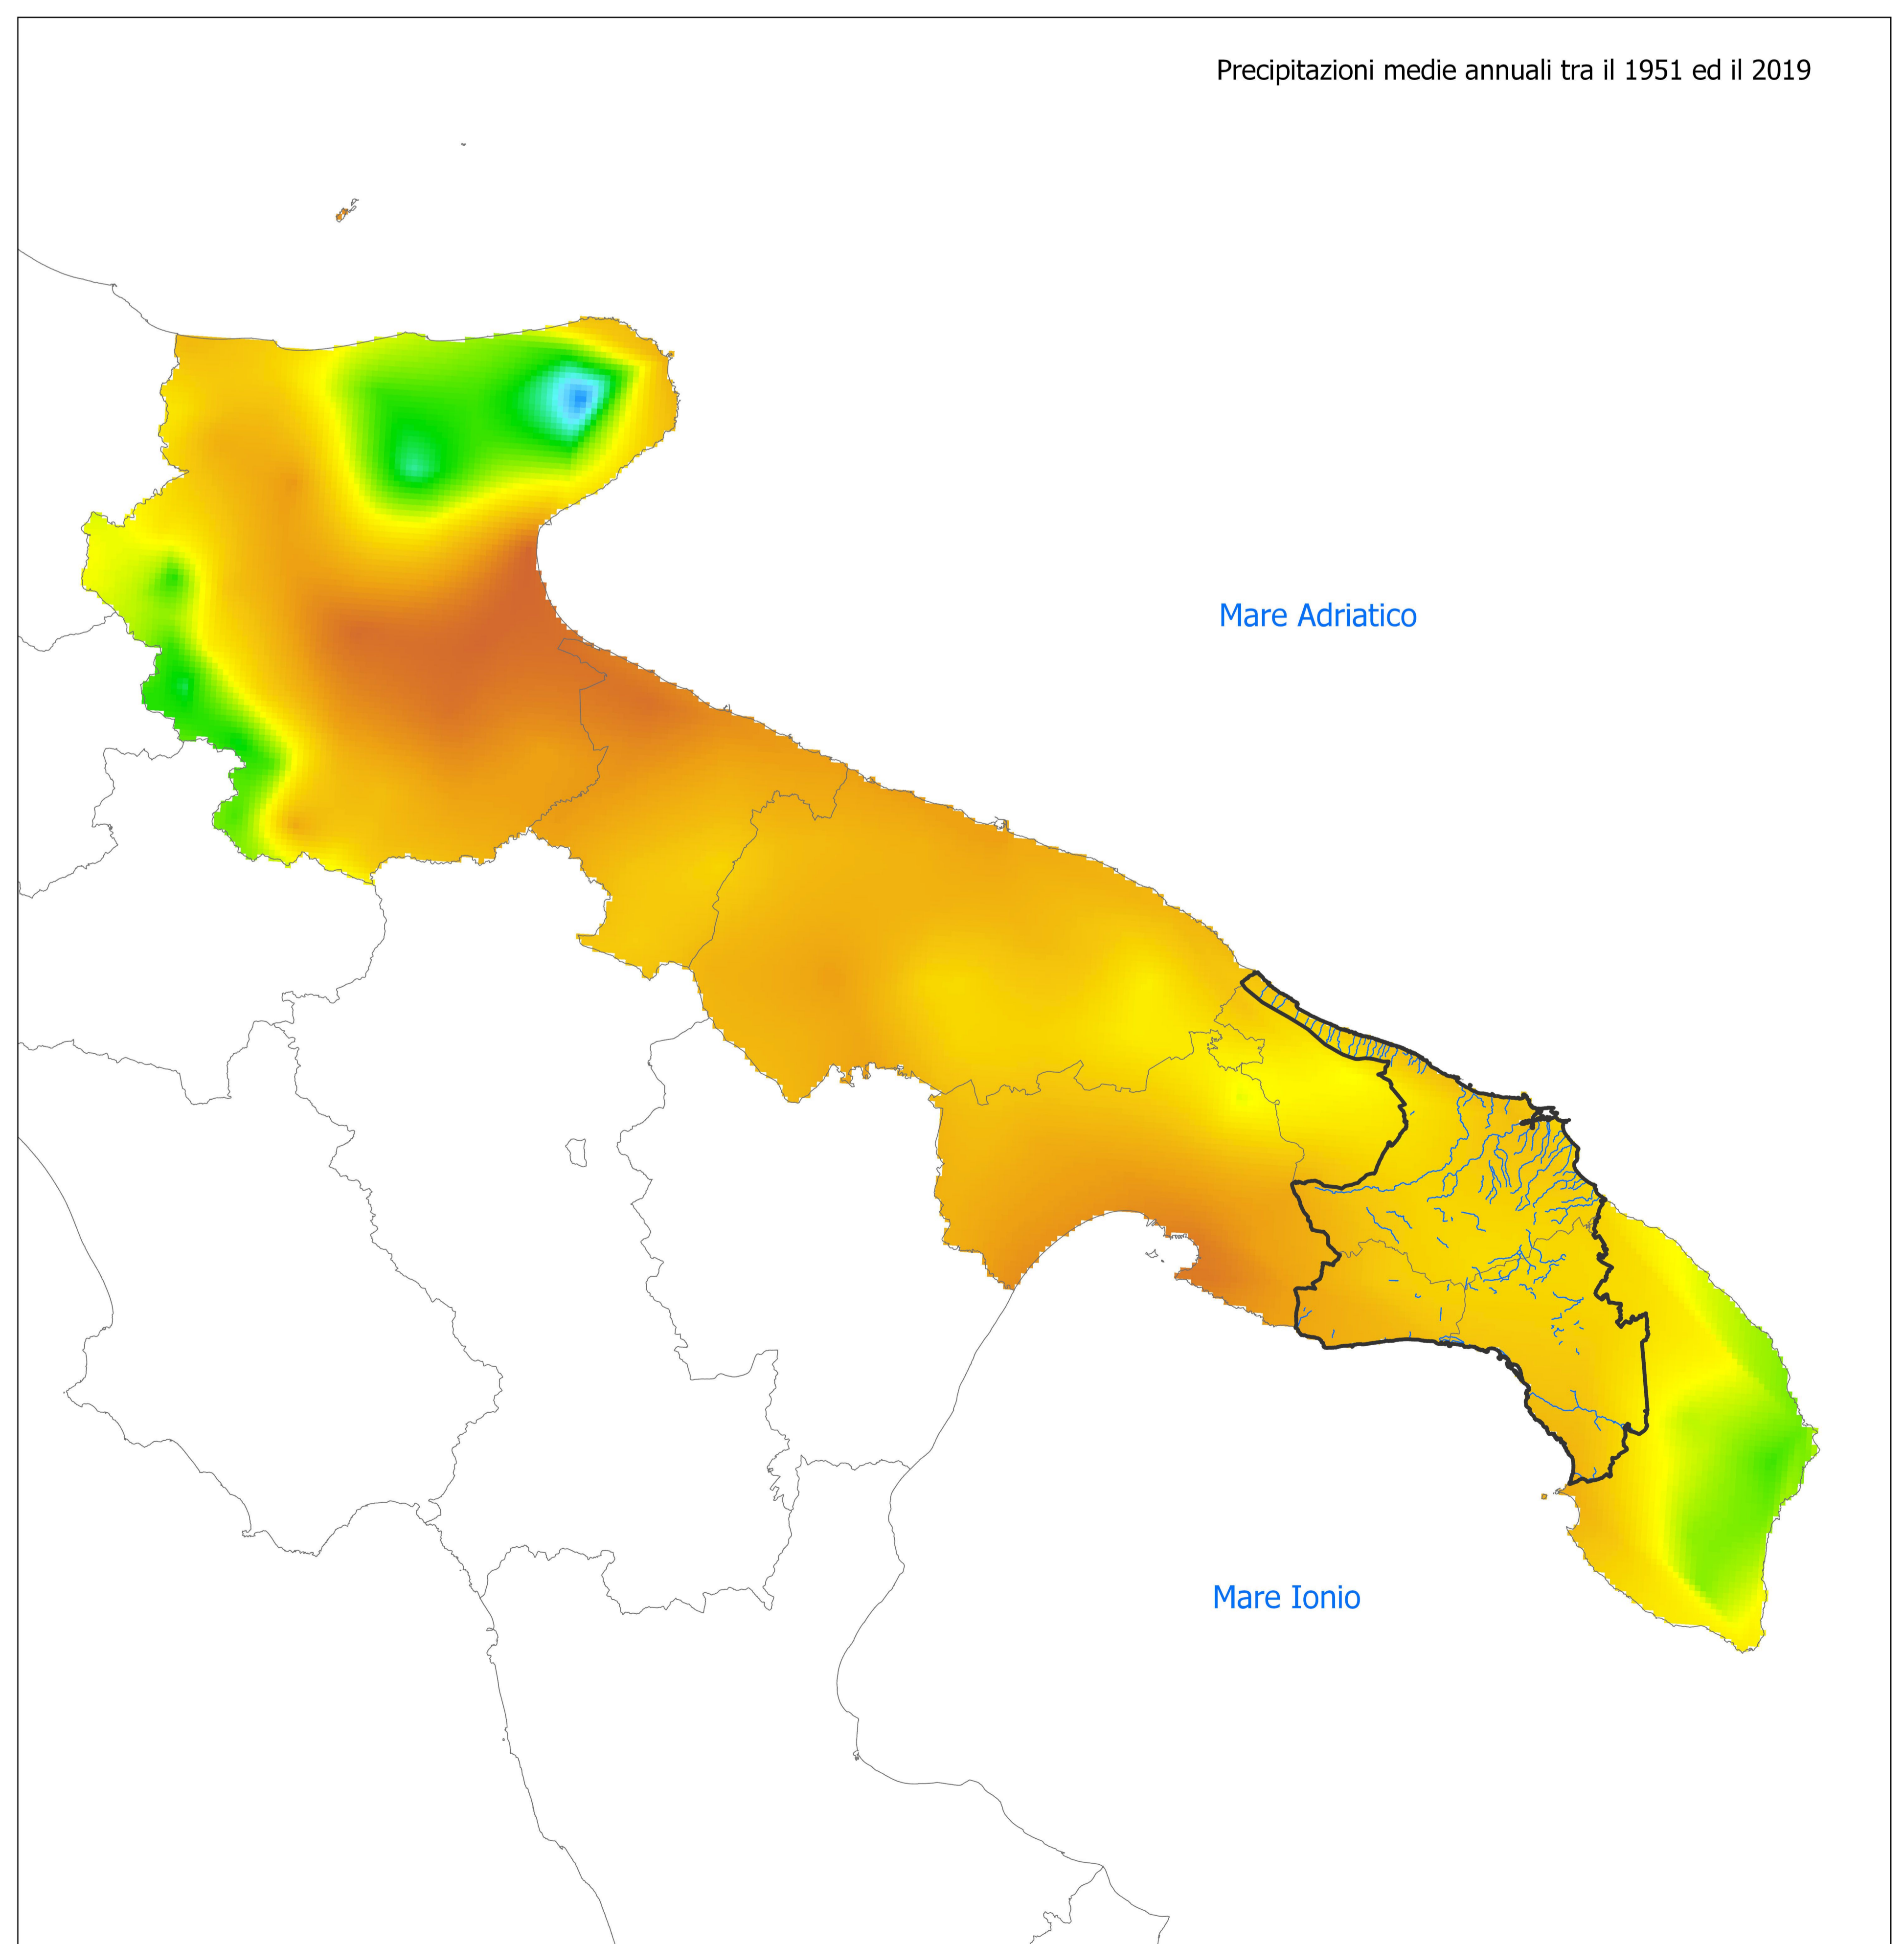 Precipitazioni medie annuali tra il 1951 ed il 2019
Mare Adriatico
Mare Ionio